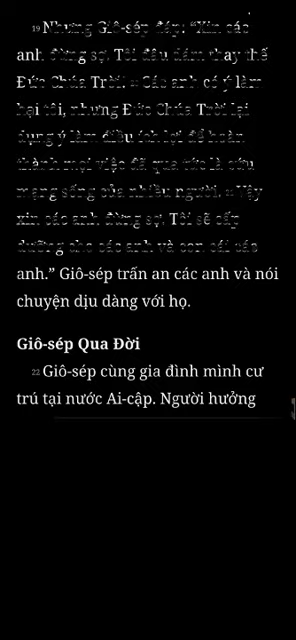 19 Nhưng Giô-sép đáp: “Xin các
anh đừng sợ. Tôi đâu dám thay thế
Đức Chúa Trời! 20 Các anh có ý làm
hại tôi, nhưng Đức Chúa Trời lại
dụng ý làm điều ích lợi để hoàn
thành mọi việc đã qua tức là cứu
mạng sống của nhiều người. 21 Vậy
xin các anh đừng sợ. Tôi sẽ cấp
dưỡng cho các anh và con cái các
anh.” Giô-sép trấn an các anh và nói
chuyện dịu dàng với họ.
Giô-sép Qua Đời
22 Giô-sép cùng gia đình mình cư
trú tại nước Ai-cập. Người hưởng